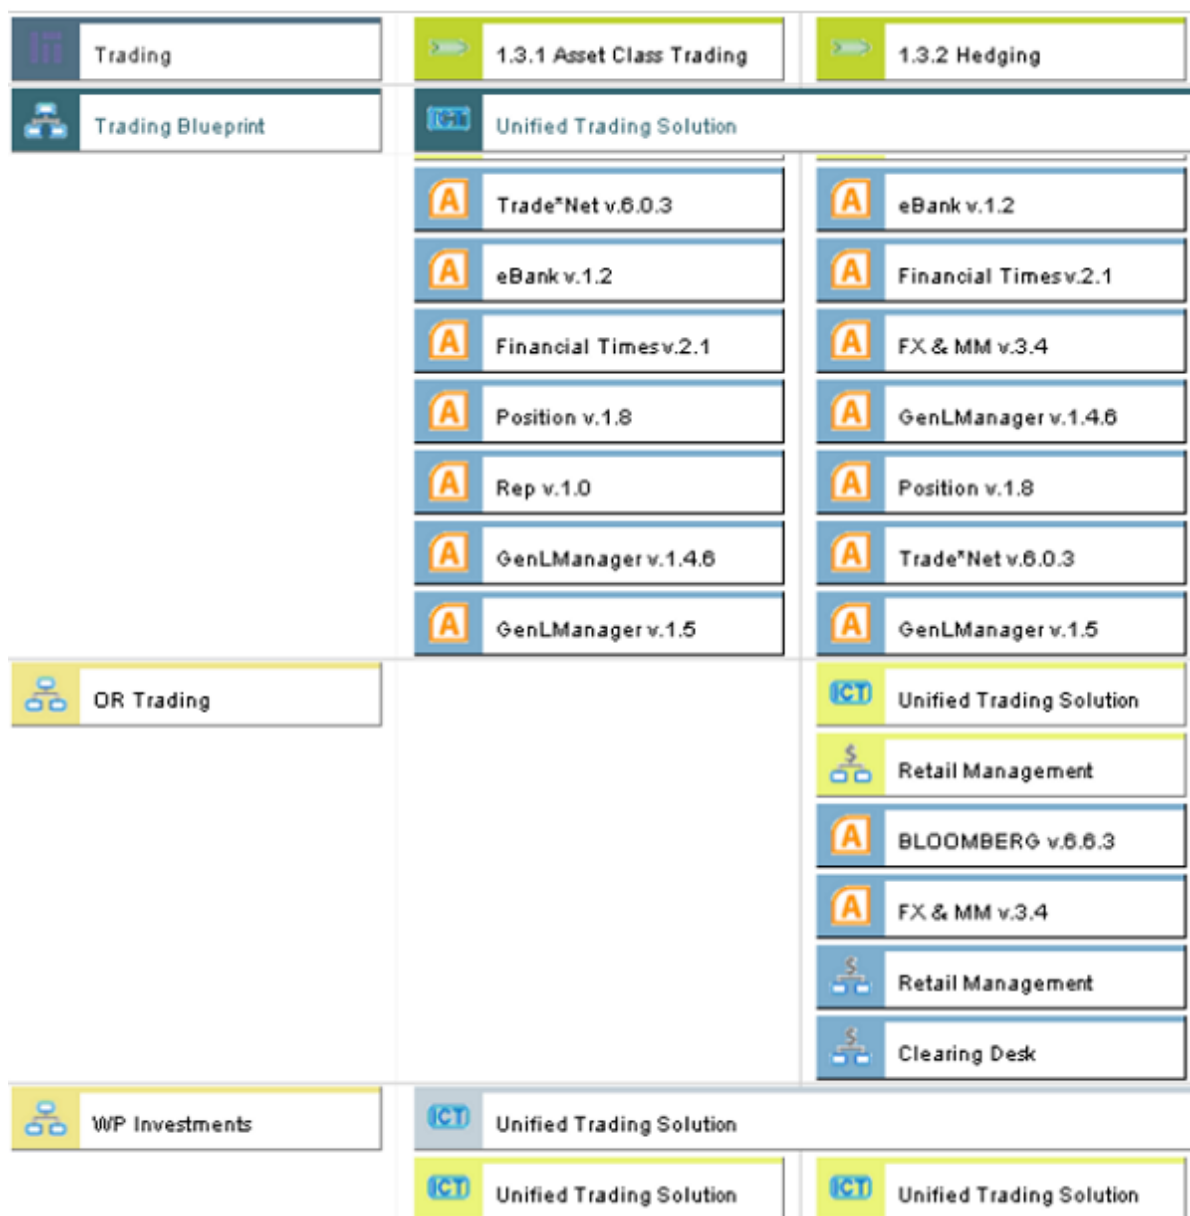 Trading
1.3.1 Asset Class Trading
1.3.2 Hedging
Trading Blueprint
ICT
Unified Trading Solution
A
Trade*Net v.6.0.3
A
eBank v.1.2
A
eBank v.1.2
A
Financial Times v.2.1
A
Financial Times v.2.1
A
FX & MM v.3.4
A
Position v.1.8
A
GenLManager v.1.4.6
A
Rep v.1.0
A
Position v.1.8
A
GenLManager v.1.4.6
A
Trade*Net v.6.0.3
A
GenLManager v.1.5
A
GenLManager v.1.5
OR Trading
ICT
Unified Trading Solution
$
Retail Management
A
BLOOMBERG v.6.6.3
A
FX & MM v.3.4
$
Retail Management
$
Clearing Desk
WP Investments
ICT
Unified Trading Solution
ICT
Unified Trading Solution
ICT
Unified Trading Solution